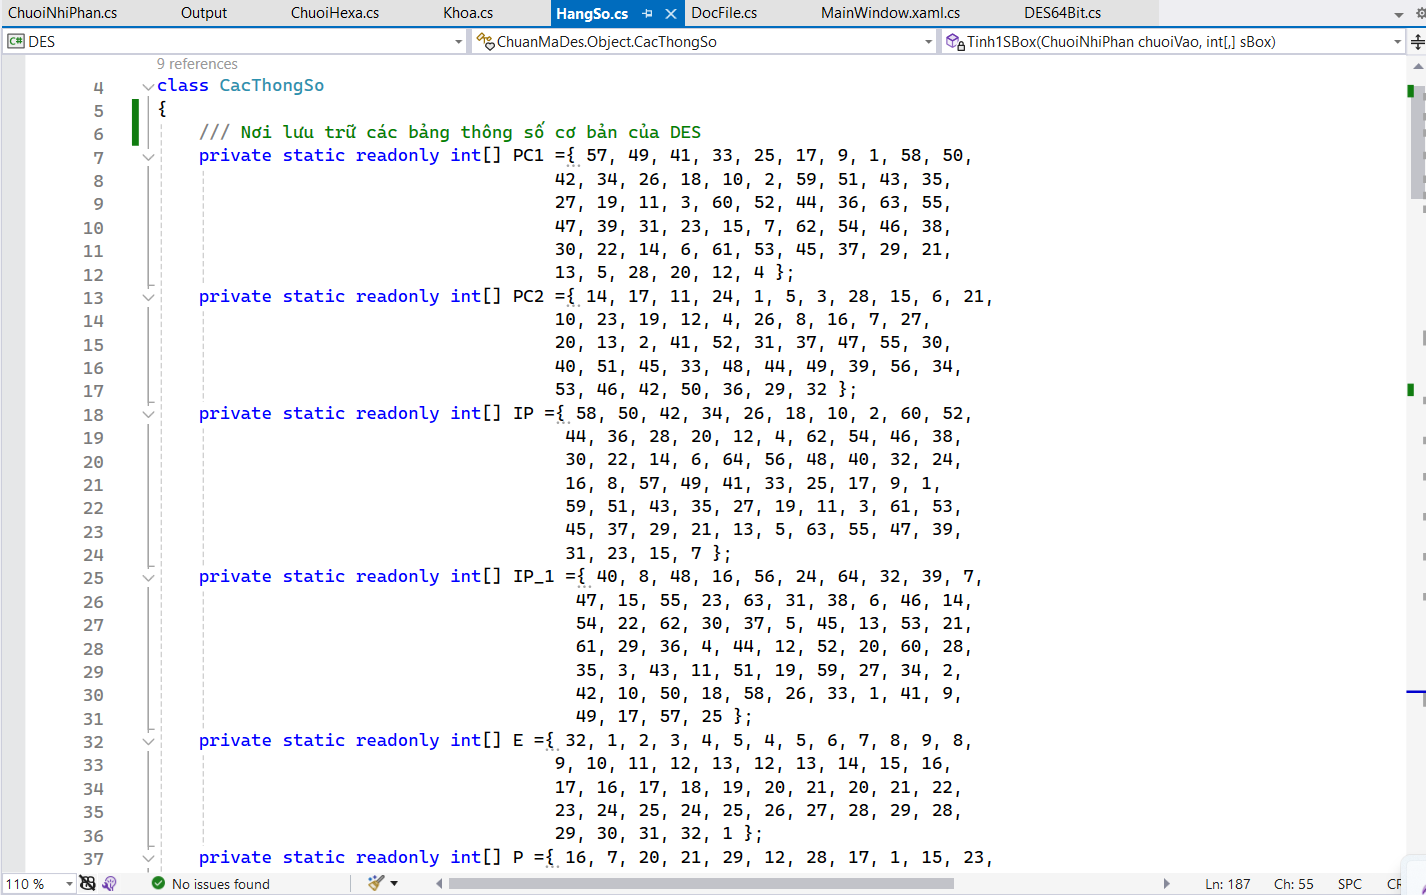 ChuoiNhiPhan.cs Output ChuoiHexa.cs Khoa.cs HangSo.cs DocFile.cs MainWindow.xaml.cs DES64Bit.cs
C# DES ChuanMaDes.Object.CacThongSo Tinh1SBox(ChuoiNhiPhan chuoiVao, int[,] sBox)
9 references
4 class CacThongSo
5 {
6 /// Nơi lưu trữ các bảng thông số cơ bản của DES
7 private static readonly int[] PC1 ={ 57, 49, 41, 33, 25, 17, 9, 1, 58, 50,
8 42, 34, 26, 18, 10, 2, 59, 51, 43, 35,
9 27, 19, 11, 3, 60, 52, 44, 36, 63, 55,
10 47, 39, 31, 23, 15, 7, 62, 54, 46, 38,
11 30, 22, 14, 6, 61, 53, 45, 37, 29, 21,
12 13, 5, 28, 20, 12, 4 };
13 private static readonly int[] PC2 ={ 14, 17, 11, 24, 1, 5, 3, 28, 15, 6, 21,
14 10, 23, 19, 12, 4, 26, 8, 16, 7, 27,
15 20, 13, 2, 41, 52, 31, 37, 47, 55, 30,
16 40, 51, 45, 33, 48, 44, 49, 39, 56, 34,
17 53, 46, 42, 50, 36, 29, 32 };
18 private static readonly int[] IP ={ 58, 50, 42, 34, 26, 18, 10, 2, 60, 52,
19 44, 36, 28, 20, 12, 4, 62, 54, 46, 38,
20 30, 22, 14, 6, 64, 56, 48, 40, 32, 24,
21 16, 8, 57, 49, 41, 33, 25, 17, 9, 1,
22 59, 51, 43, 35, 27, 19, 11, 3, 61, 53,
23 45, 37, 29, 21, 13, 5, 63, 55, 47, 39,
24 31, 23, 15, 7 };
25 private static readonly int[] IP_1 ={ 40, 8, 48, 16, 56, 24, 64, 32, 39, 7,
26 47, 15, 55, 23, 63, 31, 38, 6, 46, 14,
27 54, 22, 62, 30, 37, 5, 45, 13, 53, 21,
28 61, 29, 36, 4, 44, 12, 52, 20, 60, 28,
29 35, 3, 43, 11, 51, 19, 59, 27, 34, 2,
30 42, 10, 50, 18, 58, 26, 33, 1, 41, 9,
31 49, 17, 57, 25 };
32 private static readonly int[] E ={ 32, 1, 2, 3, 4, 5, 4, 5, 6, 7, 8, 9, 8,
33 9, 10, 11, 12, 13, 12, 13, 14, 15, 16,
34 17, 16, 17, 18, 19, 20, 21, 20, 21, 22,
35 23, 24, 25, 24, 25, 26, 27, 28, 29, 28,
36 29, 30, 31, 32, 1 };
37 private static readonly int[] P ={ 16, 7, 20, 21, 29, 12, 28, 17, 1, 15, 23,
110 % No issues found Ln: 187 Ch: 55 SPC CR